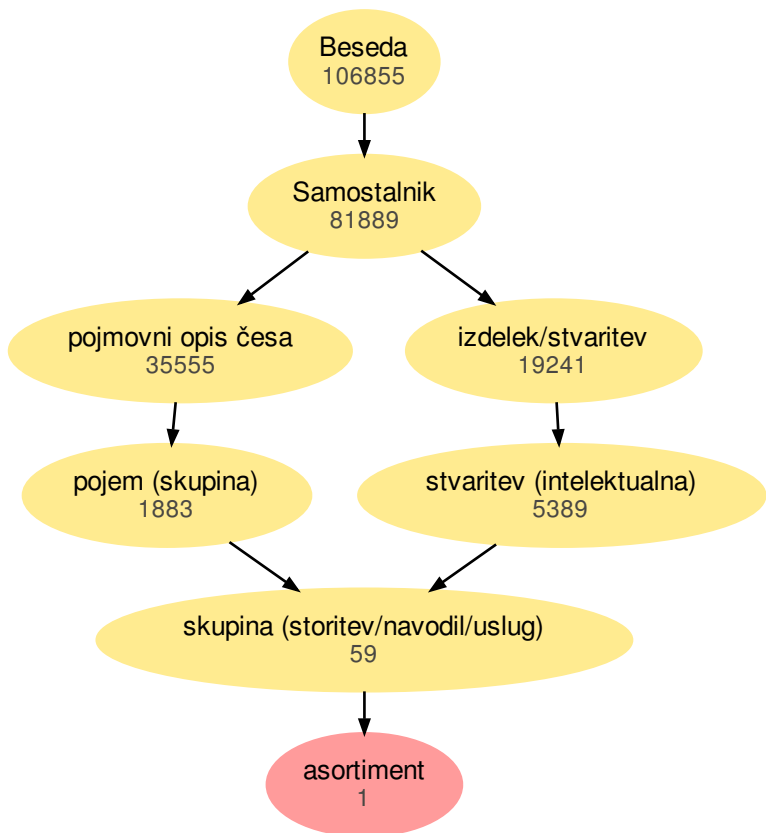 Beseda
106855
Samostalnik
81889
pojmovni opis česa
35555
izdelek/stvaritev
19241
pojem (skupina)
1883
stvaritev (intelektualna)
5389
skupina (storitev/navodil/uslug)
59
asortiment
1